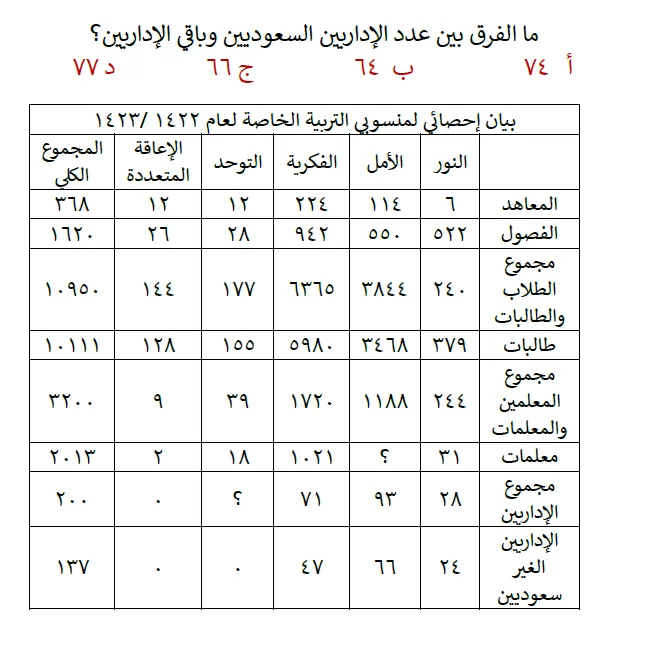 ما الفرق بين عدد الإداريين السعوديين وباقي الإداريين؟
أ ٧٤ ب ٦٤ ج ٦٦ د ٧٧
بيان إحصائي لمنسوبي التربية الخاصة لعام ١٤٢٢ /١٤٢٣
النور الأمل الفكرية التوحد الإعاقة المتعددة المجموع الكلي
المعاهد ٦ ١١٤ ٢٢٤ ١٢ ١٢ ٣٦٨
الفصول ٥٢٢ ٥٥٠ ٩٤٢ ٢٨ ٢٦ ١٦٢٠
مجموع الطلاب والطالبات ٢٤٠ ٣٨٤٤ ٦٣٦٥ ١٧٧ ١٤٤ ١٠٩٥٠
طالبات ٣٧٩ ٣٤٦٨ ٥٩٨٠ ١٥٥ ١٢٨ ١٠١١١
مجموع المعلمين والمعلمات ٢٤٤ ١١٨٨ ١٧٢٠ ٣٩ ٩ ٣٢٠٠
معلمات ٣١ ؟ ١٠٢١ ١٨ ٢ ٢٠١٣
مجموع الإداريين ٢٨ ٩٣ ٧١ ؟ ٠ ٢٠٠
الإداريين الغير سعوديين ٢٤ ٦٦ ٤٧ ٠ ٠ ١٣٧